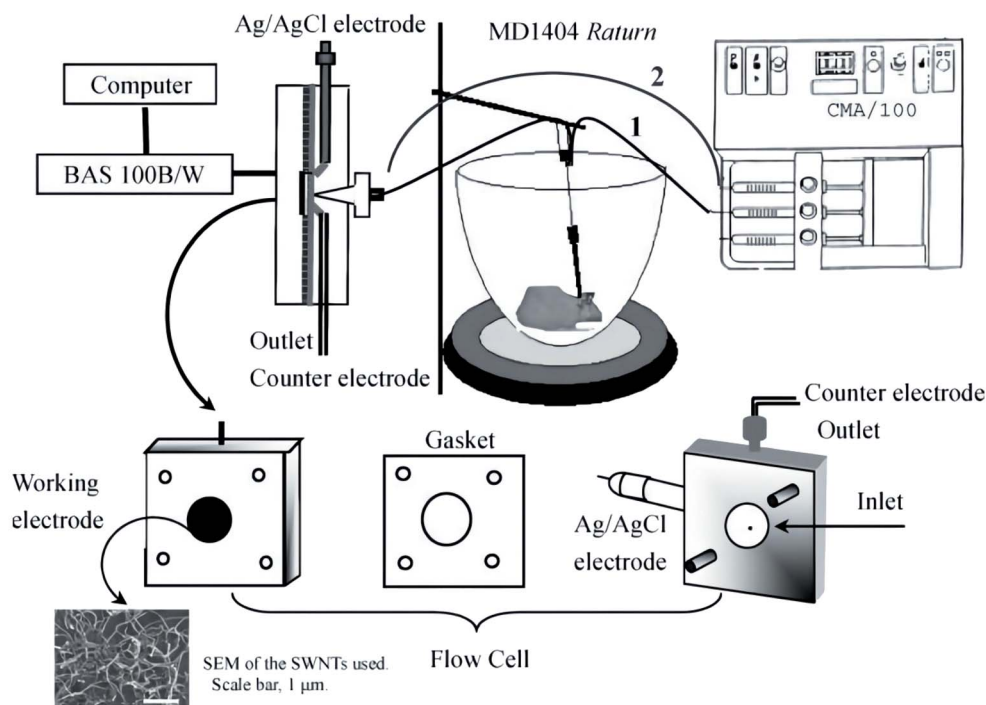 Ag/AgCl electrode
MD1404 Raturn
2
1
CMA/100
Computer
BAS 100B/W
Outlet
Counter electrode
Counter electrode
Outlet
Gasket
Working
electrode
Inlet
Ag/AgCl
electrode
Flow Cell
SEM of the SWNTs used.
Scale bar, 1 μm.